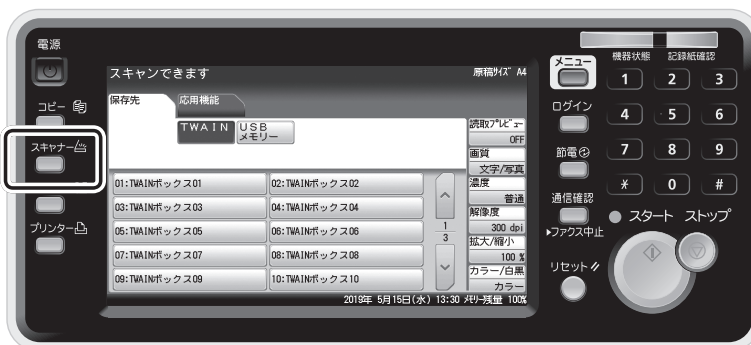 電源
コピー
スキャナー
プリンター
スキャンできます
原稿ｻｲｽﾞ A4
保存先
応用機能
TWAIN
USB
メモリー
読取ﾌﾟﾚﾋﾞｭｰ
OFF
画質
文字/写真
濃度
普通
解像度
300 dpi
拡大/縮小
100 %
カラー/白黒
カラー
01:TWAINボックス01
02:TWAINボックス02
03:TWAINボックス03
04:TWAINボックス04
05:TWAINボックス05
06:TWAINボックス06
07:TWAINボックス07
08:TWAINボックス08
09:TWAINボックス09
10:TWAINボックス10
1
3
2019年 5月15日(水) 13:30 ﾒﾓﾘｰ残量 100%
メニュー
ログイン
節電
通信確認
▶ファクス中止
リセット
機器状態
記録紙確認
1 2 3
4 5 6
7 8 9
* 0 #
スタート ストップ